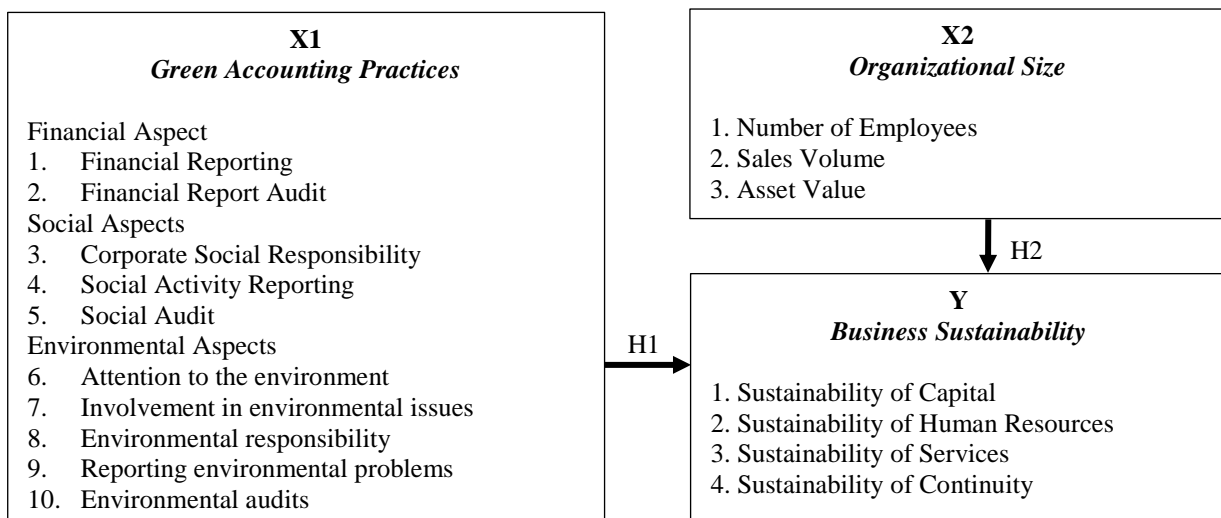 X1
Green Accounting Practices
Financial Aspect
1. Financial Reporting
2. Financial Report Audit
Social Aspects
3. Corporate Social Responsibility
4. Social Activity Reporting
5. Social Audit
Environmental Aspects
6. Attention to the environment
7. Involvement in environmental issues
8. Environmental responsibility
9. Reporting environmental problems
10. Environmental audits
H1
X2
Organizational Size
1. Number of Employees
2. Sales Volume
3. Asset Value
H2
Y
Business Sustainability
1. Sustainability of Capital
2. Sustainability of Human Resources
3. Sustainability of Services
4. Sustainability of Continuity